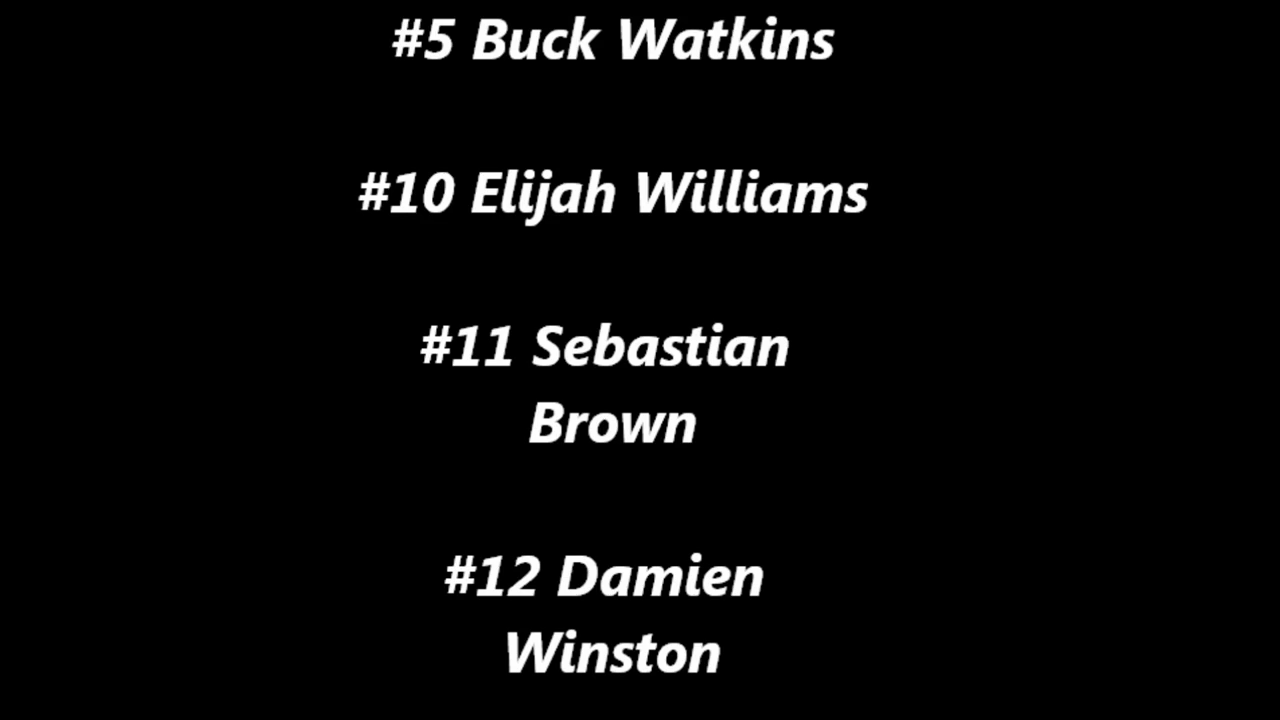 #5 Buck Watkins
#10 Elijah Williams
#11 Sebastian
Brown
#12 Damien
Winston